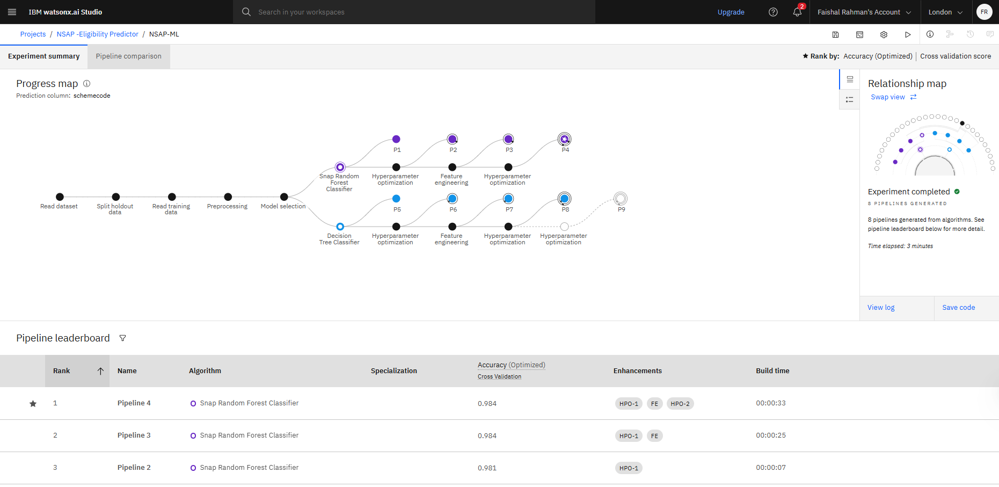 IBM watsonx.ai Studio
Search in your workspaces
Upgrade
2
Faishal Rahman's Account
London
FR
Projects / NSAP -Eligibility Predictor / NSAP-ML
Experiment summary
Pipeline comparison
Rank by: Accuracy (Optimized) | Cross validation score
Progress map
Prediction column: schemecode
P1
P2
P3
P4
Snap Random
Forest
Classifier
Hyperparameter
optimization
Feature
engineering
Hyperparameter
optimization
Read dataset
Split holdout
data
Read training
data
Preprocessing
Model selection
P5
P6
P7
P8
P9
Decision
Tree Classifier
Hyperparameter
optimization
Feature
engineering
Hyperparameter
optimization
Hyperparameter
optimization
Relationship map
Swap view
Experiment completed
8 PIPELINES GENERATED
8 pipelines generated from algorithms. See
pipeline leaderboard below for more detail.
Time elapsed: 3 minutes
View log
Save code
Pipeline leaderboard
Rank
Name
Algorithm
Specialization
Accuracy (Optimized)
Cross Validation
Enhancements
Build time
1 Pipeline 4 Snap Random Forest Classifier 0.984 HPO-1 FE HPO-2 00:00:33
2 Pipeline 3 Snap Random Forest Classifier 0.984 HPO-1 FE 00:00:25
3 Pipeline 2 Snap Random Forest Classifier 0.981 HPO-1 00:00:07